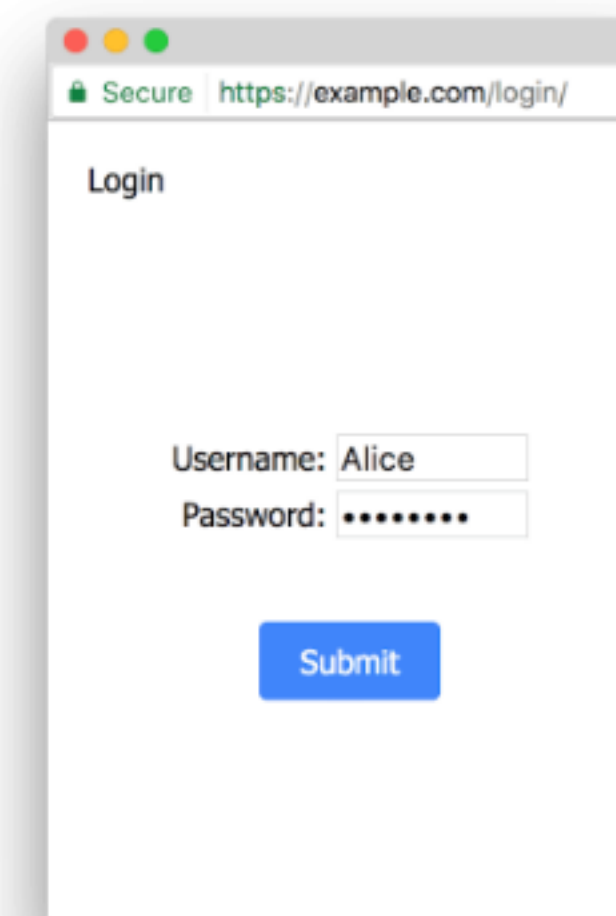 Secure https://example.com/login/
Login
Username: Alice
Password: ••••••••
Submit